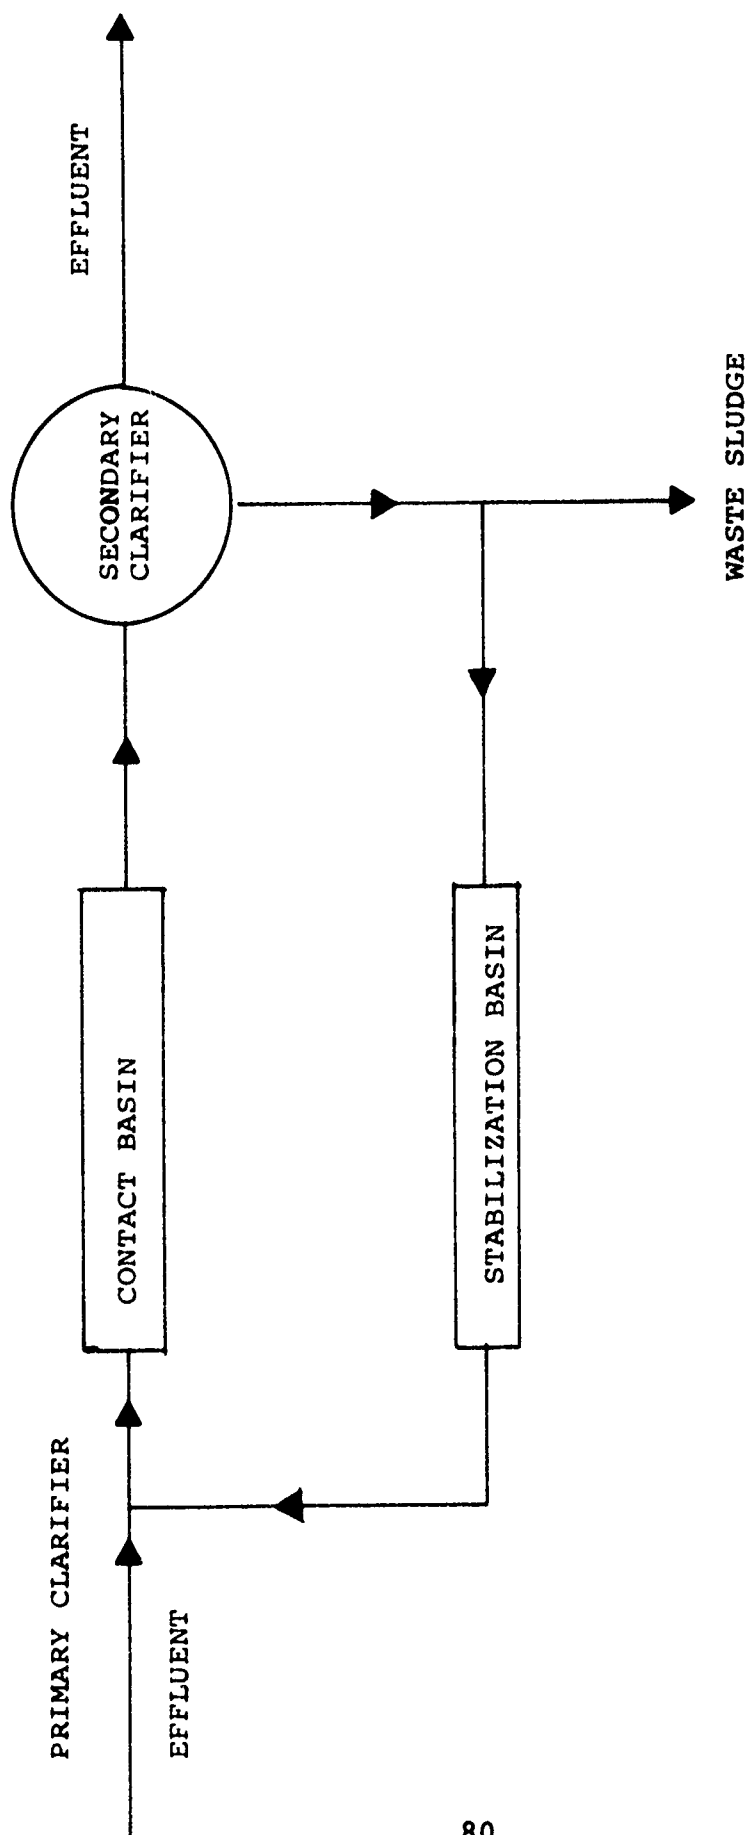 PRIMARY CLARIFIER
EFFLUENT
CONTACT BASIN
SECONDARY
CLARIFIER
EFFLUENT
STABILIZATION BASIN
WASTE SLUDGE
80